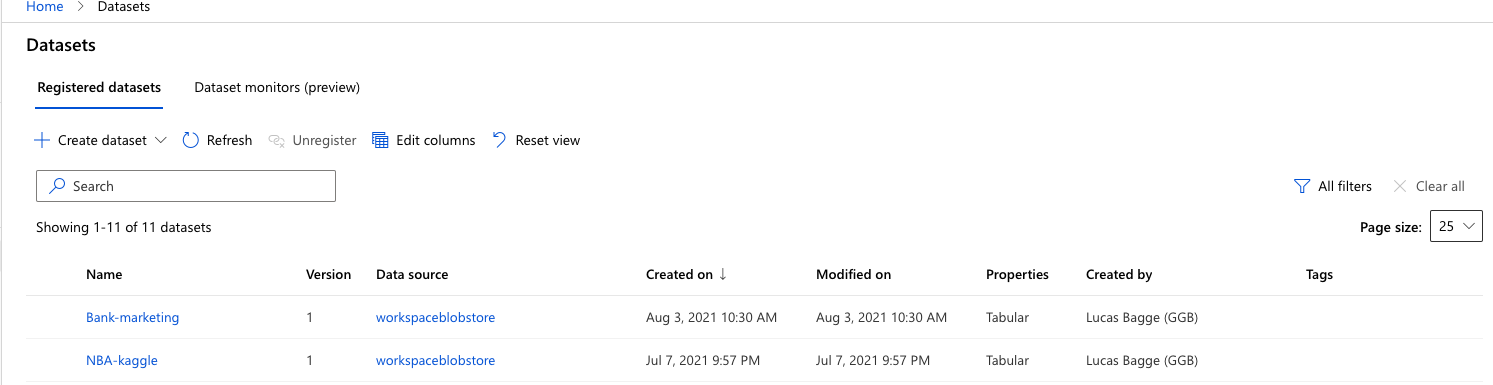 Home > Datasets
Datasets
Registered datasets Dataset monitors (preview)
Create dataset Refresh Unregister Edit columns Reset view
Search All filters Clear all
Showing 1-11 of 11 datasets Page size: 25
Name Version Data source Created on ↓ Modified on Properties Created by Tags
Bank-marketing 1 workspaceblobstore Aug 3, 2021 10:30 AM Aug 3, 2021 10:30 AM Tabular Lucas Bagge (GGB)
NBA-kaggle 1 workspaceblobstore Jul 7, 2021 9:57 PM Jul 7, 2021 9:57 PM Tabular Lucas Bagge (GGB)